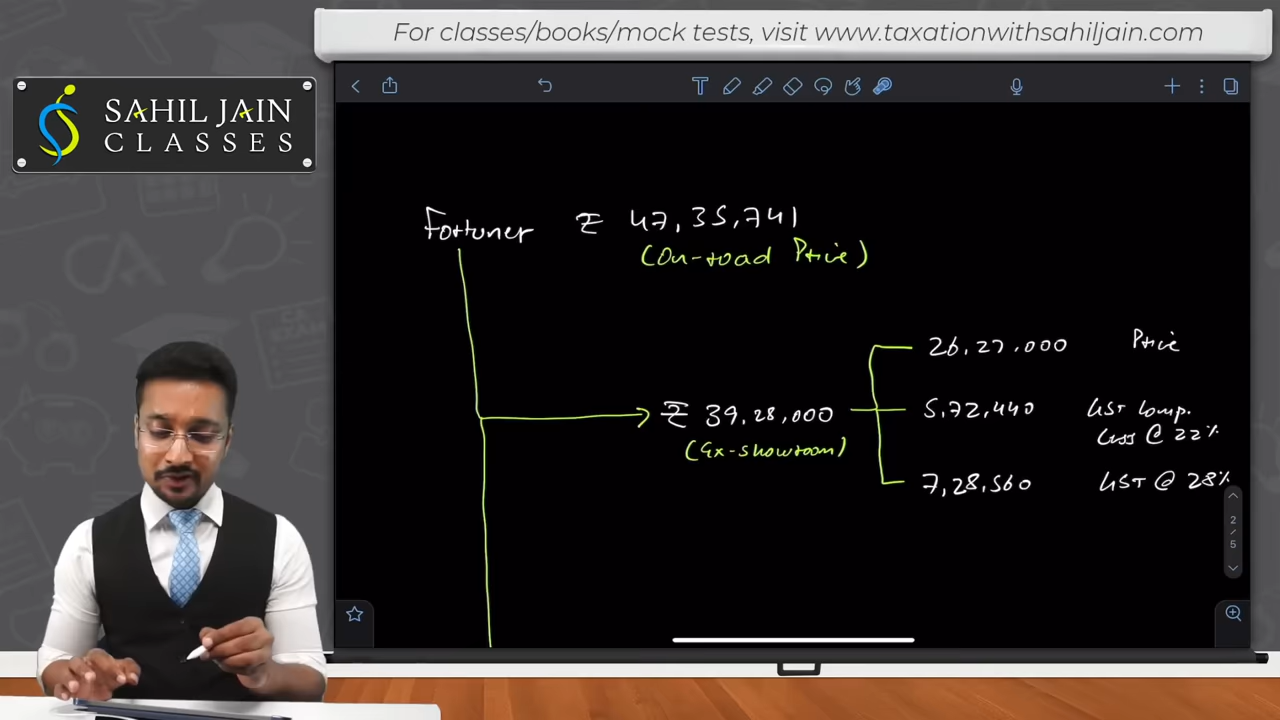 For classes/books/mock tests, visit www.taxationwithsahiljain.com
SAHIL JAIN
CLASSES
Fortuner ₹ 47,35,741
(On-road Price)
26,27,000 Price
₹ 39,28,000
(Ex-showroom)
5,72,440 GST Comp.
Cess @ 22%
7,28,560 GST @ 28%
2
/
5